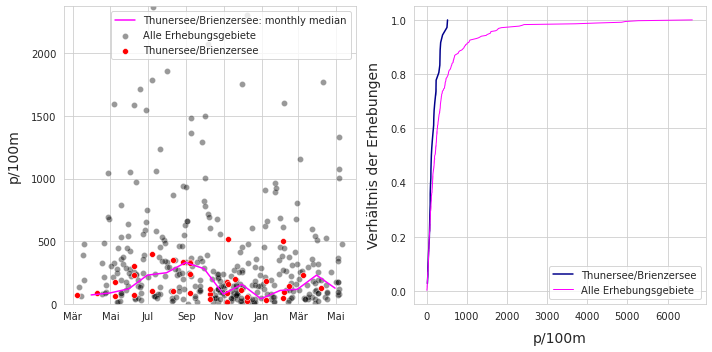 Thunersee/Brienzersee: monthly median
Alle Erhebungsgebiete
Thunersee/Brienzersee
p/100m
2000
1500
1000
500
0
Mär Mai Jul Sep Nov Jan Mär Mai
Verhältnis der Erhebungen
1.0
0.8
0.6
0.4
0.2
0.0
Thunersee/Brienzersee
Alle Erhebungsgebiete
0 1000 2000 3000 4000 5000 6000
p/100m